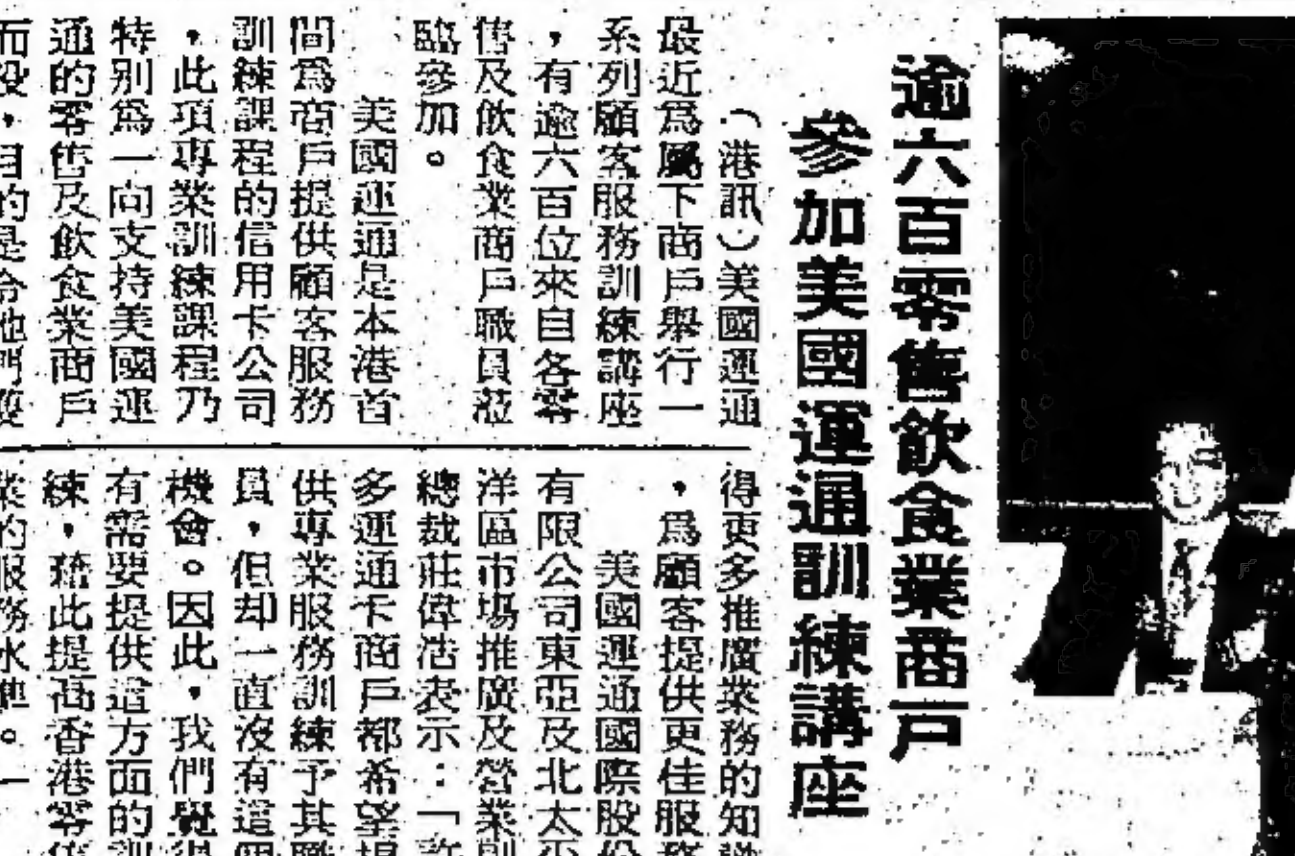 逾六百零售飲食業商戶
參加美國運通訓練講座
（港訊）美國運通
最近爲屬下商戶舉行一
系列顧客服務訓練講座
，有逾六百位來自各零
售及飲食業商戶職員蒞
臨參加。
美國運通是本港首
間爲商戶提供顧客服務
訓練課程的信用卡公司
，此項專業訓練課程乃
特别爲一向支持美國運
通的零售及飲食業商戶
而設，目的是令他們獲
得更多推廣業務的知識
，爲顧客提供更佳服務
美國運通國際股份
有限公司東亞及北太平
洋區市場推廣及營業副
總裁莊偉浩表示：「許
多運通卡商戶都希望提
供專業服務訓練予其職
員，但却一直沒有這個
機會。因此，我們覺得
有需要提供這方面的訓
練，藉此提高香港零售
業的服務水準。